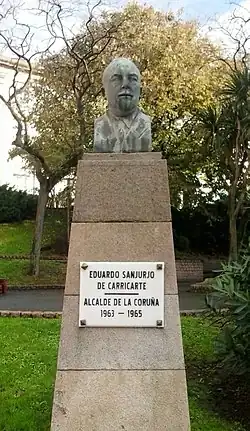 EDUARDO SANJURJO
DE CARRICARTE
ALCALDE DE LA CORUÑA
1963 - 1965